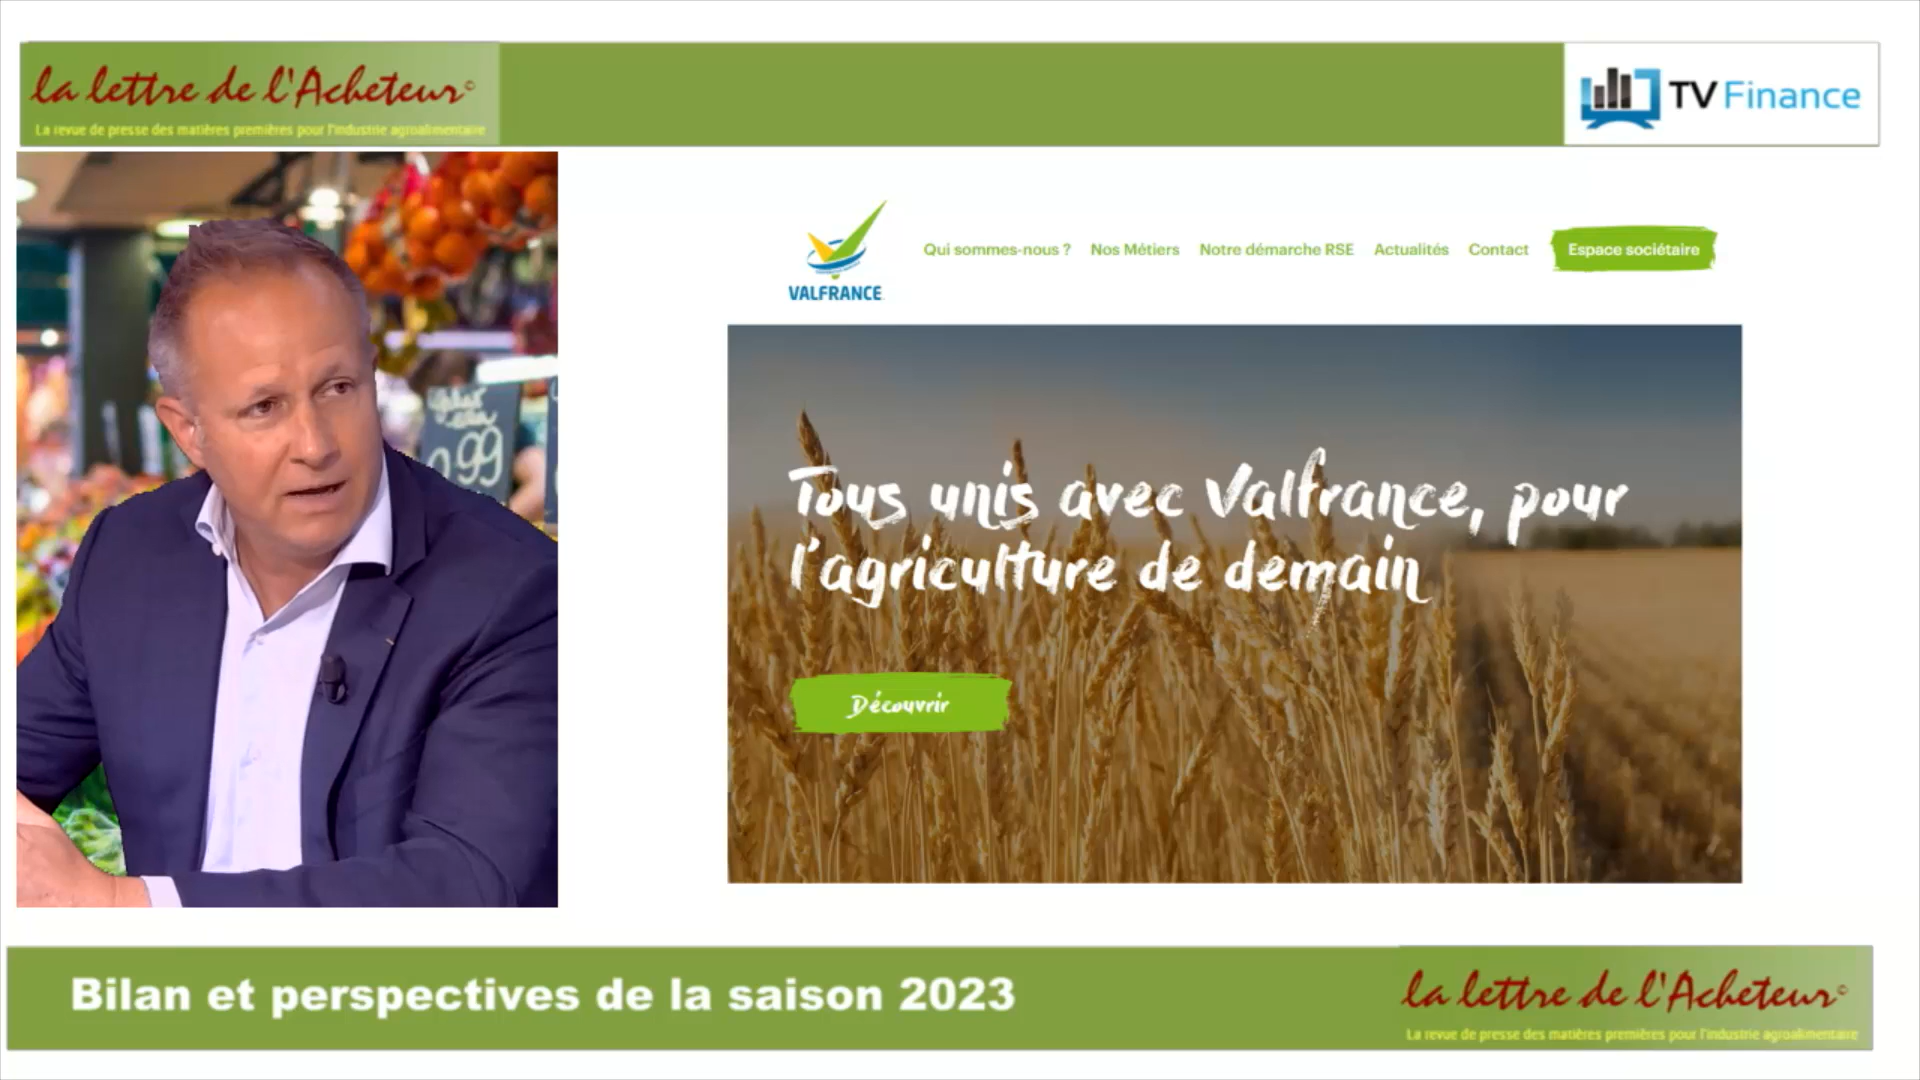 la lettre de l'Acheteur©
La revue de presse des matières premières pour l'industrie agroalimentaire
TV Finance
0,99
VALFRANCE
Qui sommes-nous ? Nos Métiers Notre démarche RSE Actualités Contact Espace sociétaire
Tous unis avec Valfrance, pour
l'agriculture de demain
Découvrir
Bilan et perspectives de la saison 2023
la lettre de l'Acheteur©
La revue de presse des matières premières pour l'industrie agroalimentaire